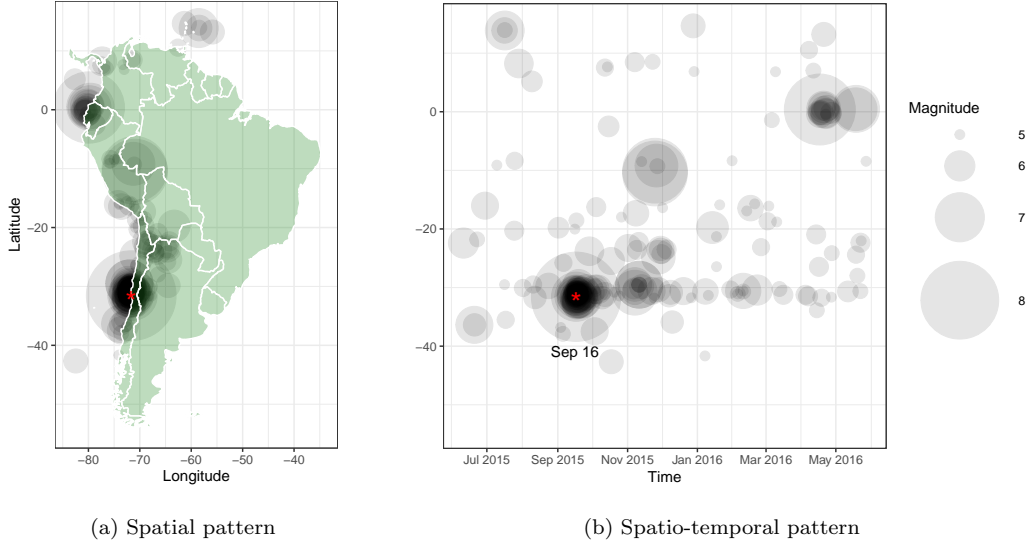 0
−20
−40
−80
−70
−60
−50
−40
Longitude
Latitude
*
0
−20
−40
*
Sep 16
Jul 2015
Sep 2015
Nov 2015
Jan 2016
Mar 2016
May 2016
Time
Magnitude
5
6
7
8
(a) Spatial pattern
(b) Spatio-temporal pattern